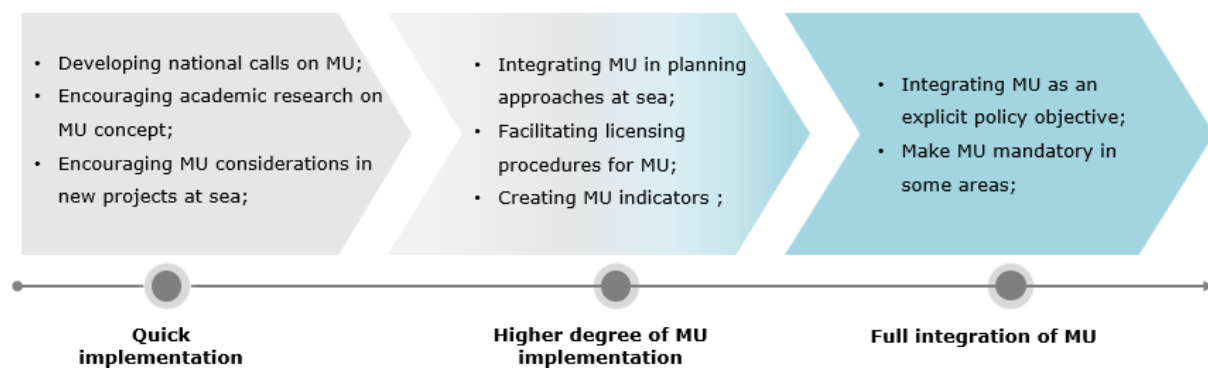 • Developing national calls on MU;
• Encouraging academic research on
MU concept;
• Encouraging MU considerations in
new projects at sea;
• Integrating MU in planning
approaches at sea;
• Facilitating licensing
procedures for MU;
• Creating MU indicators ;
• Integrating MU as an
explicit policy objective;
• Make MU mandatory in
some areas;
Quick
implementation
Higher degree of MU
implementation
Full integration of MU